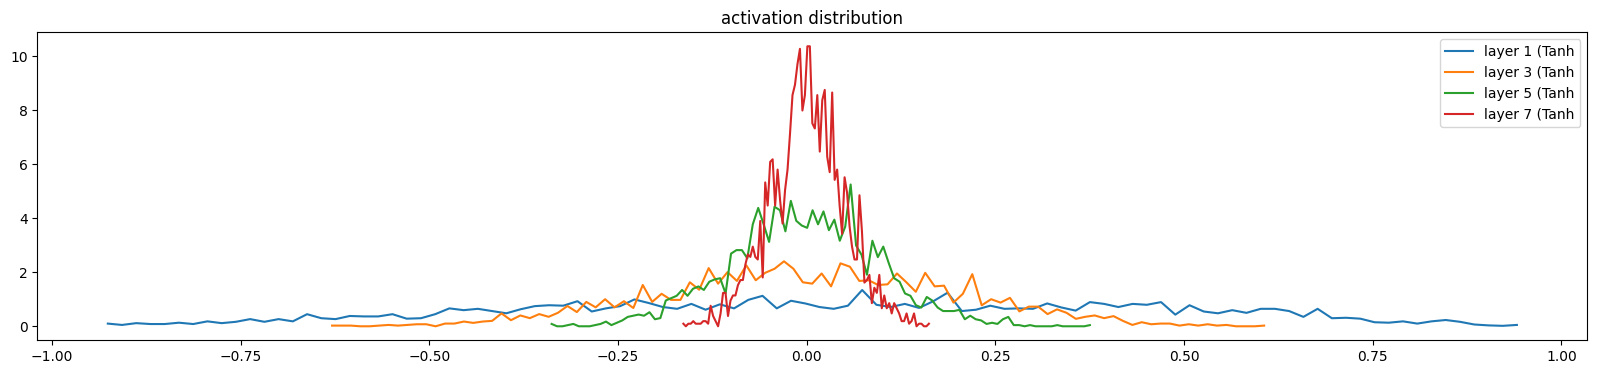 activation distribution
layer 1 (Tanh
layer 3 (Tanh
layer 5 (Tanh
layer 7 (Tanh
10
8
6
4
2
0
−1.00 −0.75 −0.50 −0.25 0.00 0.25 0.50 0.75 1.00